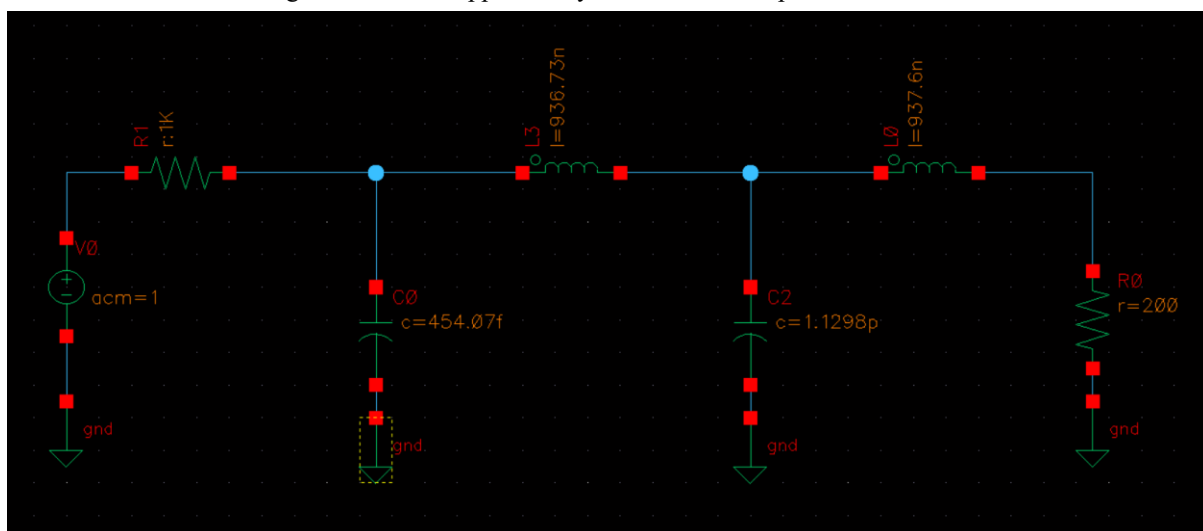 R1
r:1K
L3
l=936.73n
L0
l=937.6n
V0
acm=1
C0
c=454.07f
C2
c=1.1298p
R0
r=200
gnd
gnd
gnd
gnd